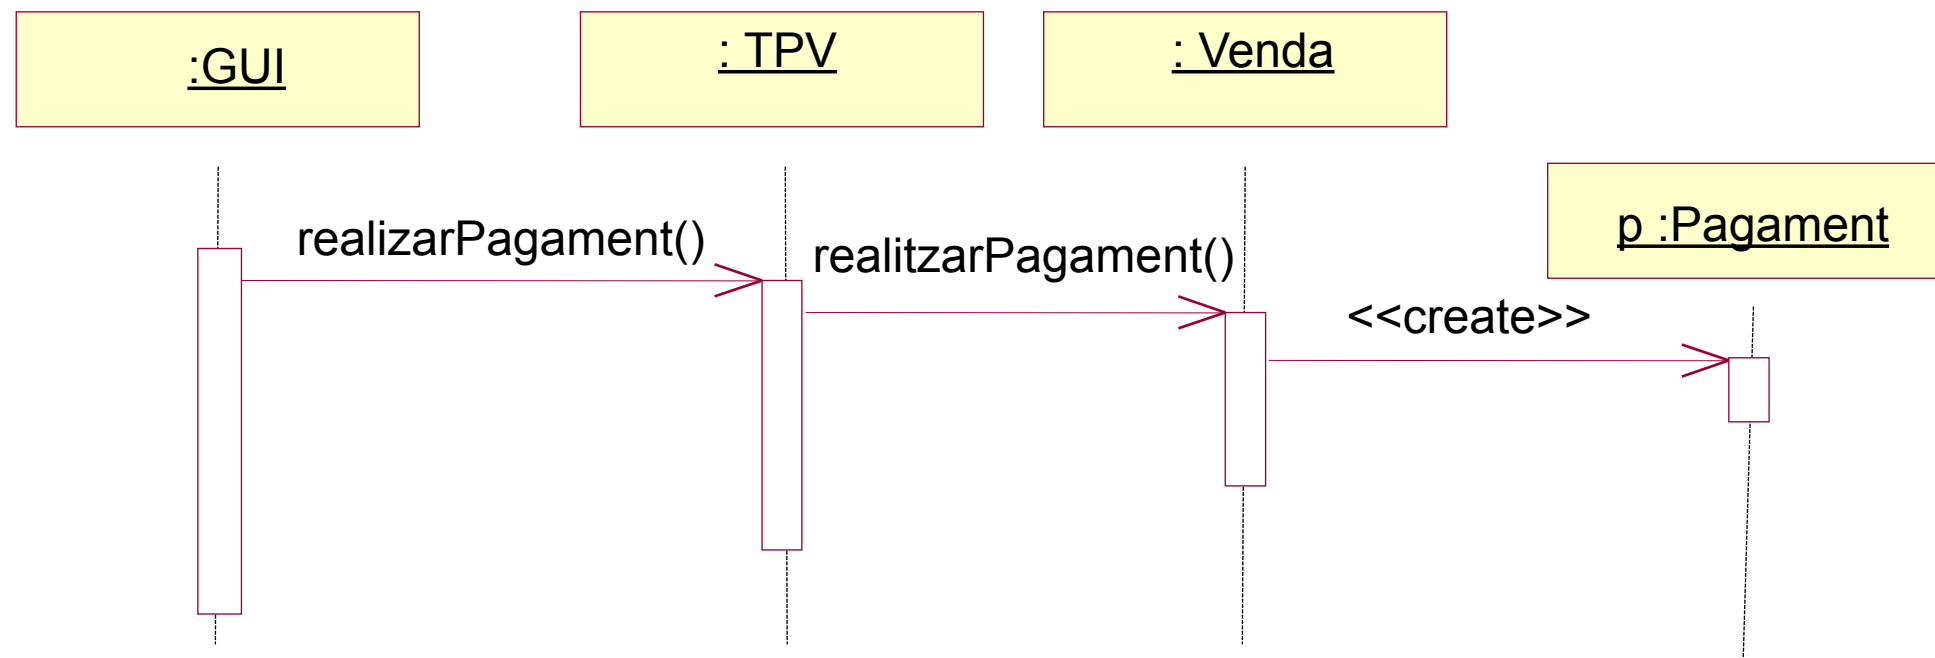 :GUI
: TPV
: Venda
p :Pagament
realizarPagament()
realitzarPagament()
<<create>>